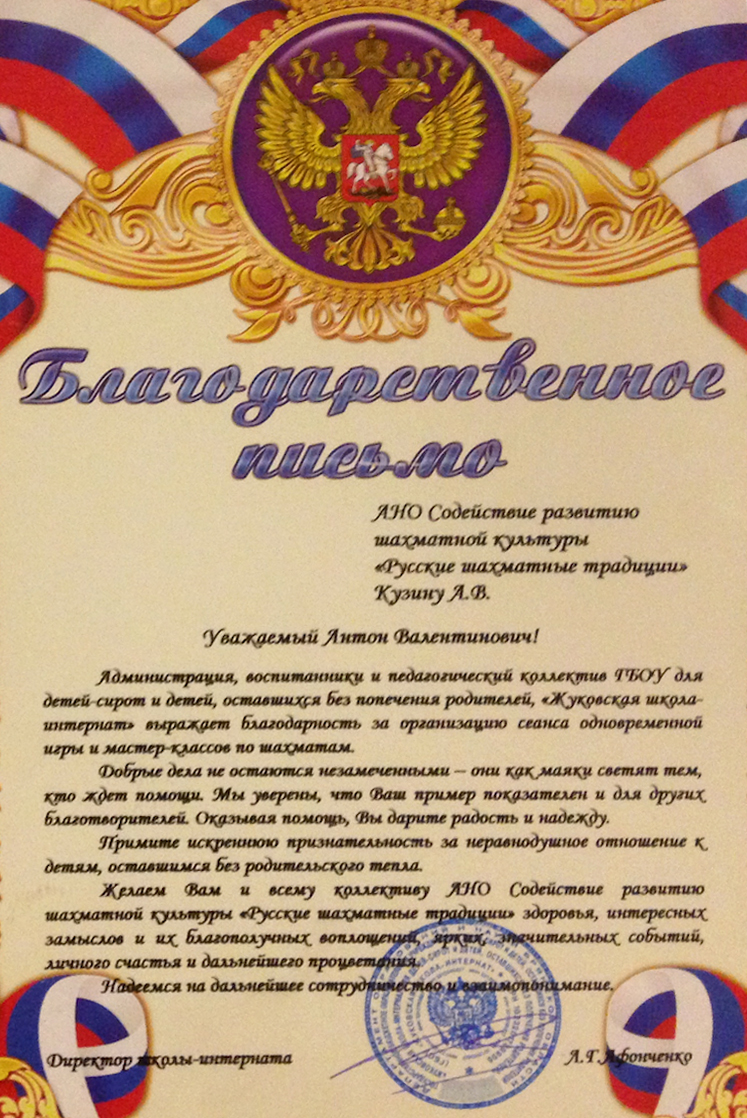 Благодарственное
письмо
АНО Содействие развитию
шахматной культуры
«Русские шахматные традиции»
Кузину А.В.
Уважаемый Антон Валентинович!
Администрация, воспитанники и педагогический коллектив ГБОУ для
детей-сирот и детей, оставшихся без попечения родителей, «Жуковская школа-
интернат» выражает благодарность за организацию сеанса одновременной
игры и мастер-классов по шахматам.
Добрые дела не остаются незамеченными – они как маяки светят тем,
кто ждет помощи. Мы уверены, что Ваш пример показателен и для других
благотворителей. Оказывая помощь, Вы дарите радость и надежду.
Примите искреннюю признательность за неравнодушное отношение к
детям, оставшимся без родительского тепла.
Желаем Вам и всему коллективу АНО Содействие развитию
шахматной культуры «Русские шахматные традиции» здоровья, интересных
замыслов и их благополучных воплощений, ярких, значительных событий,
личного счастья и дальнейшего процветания.
Надеемся на дальнейшее сотрудничество и взаимопонимание.
Директор школы-интерната А.Г.Афонченко